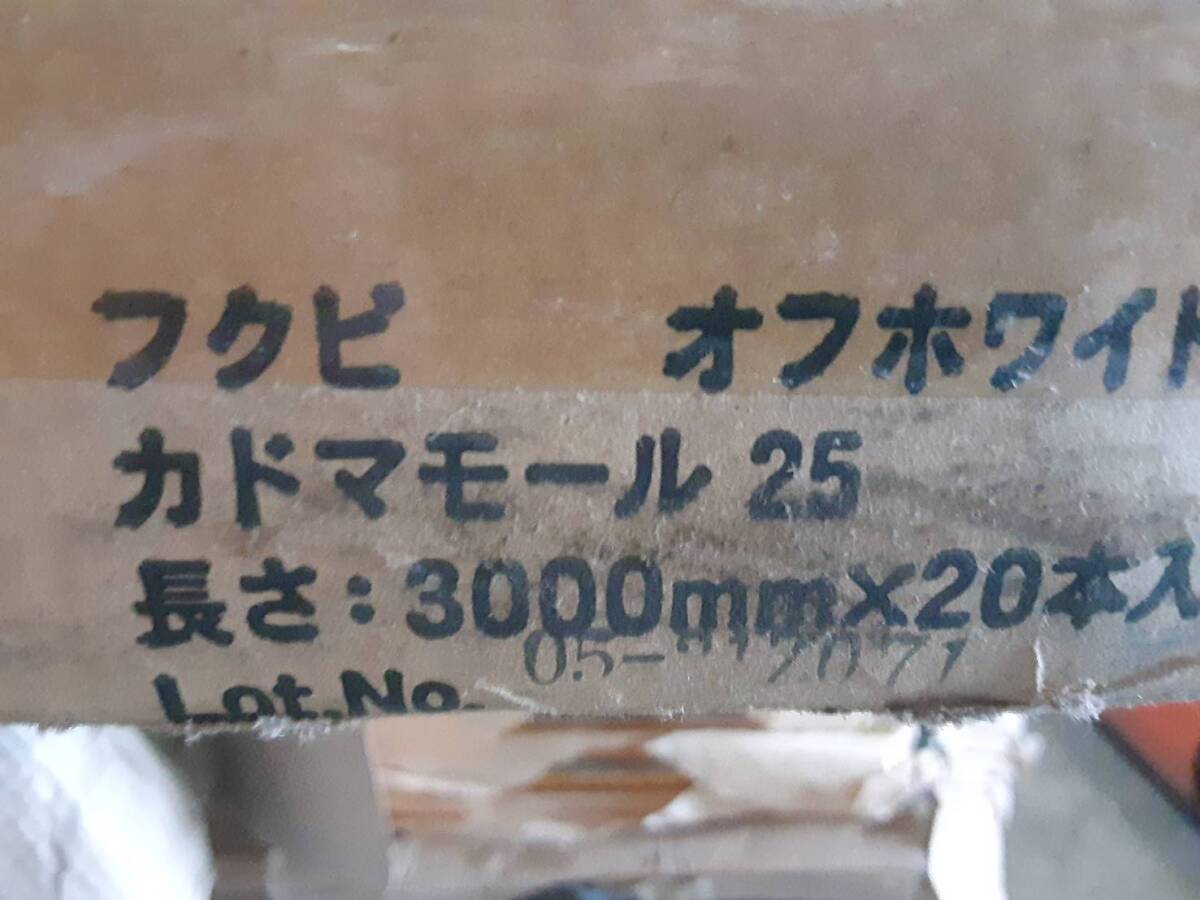 フクビ オフホワイト
カドマモール 25
長さ:3000mm×20本入
Lot.No.